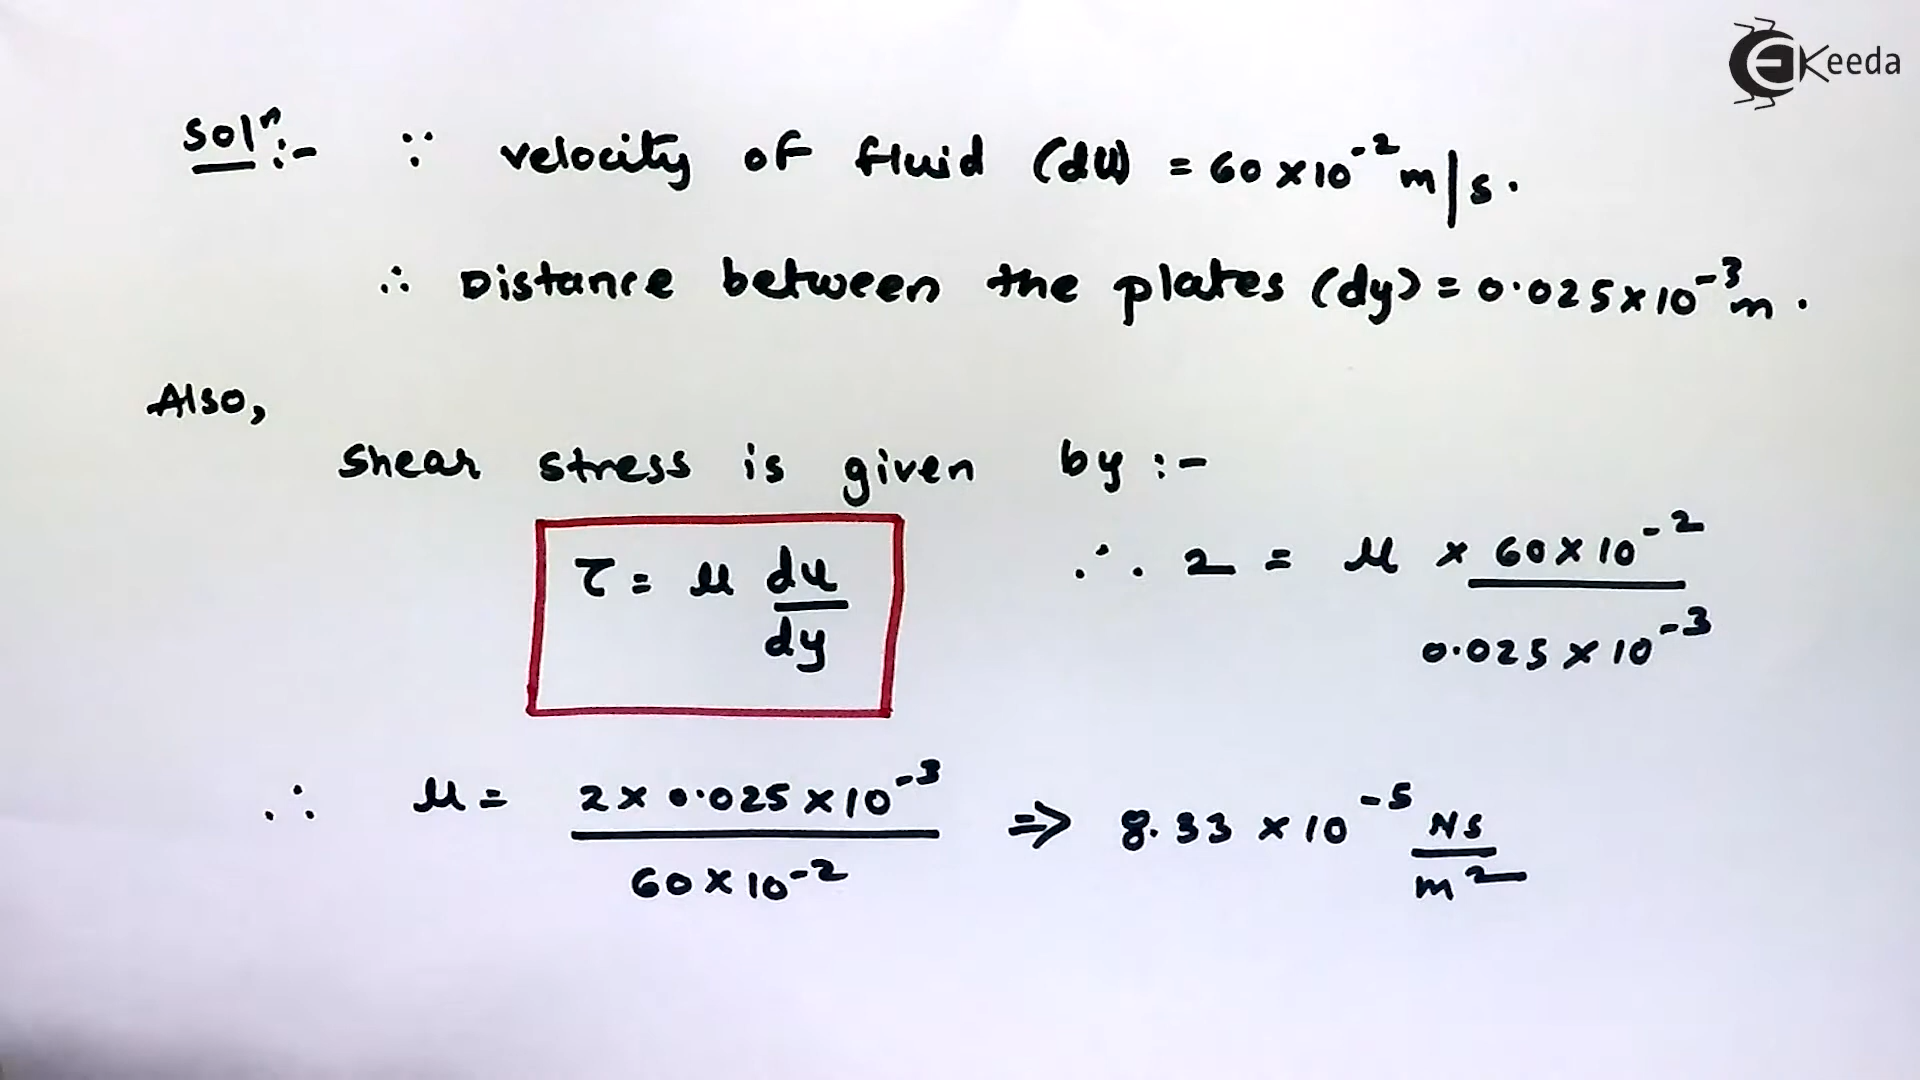 EKeeda
Solⁿ:- ∵ velocity of fluid (du) = 60 × 10⁻² m/s.
∴ Distance between the plates (dy) = 0.025 × 10⁻³ m.
Also,
Shear stress is given by :-
τ = μ du/dy
∴ 2 = μ × 60 × 10⁻² / 0.025 × 10⁻³
∴ μ = 2 × 0.025 × 10⁻³ / 60 × 10⁻² ⇒ 8.33 × 10⁻⁵ Ns/m²